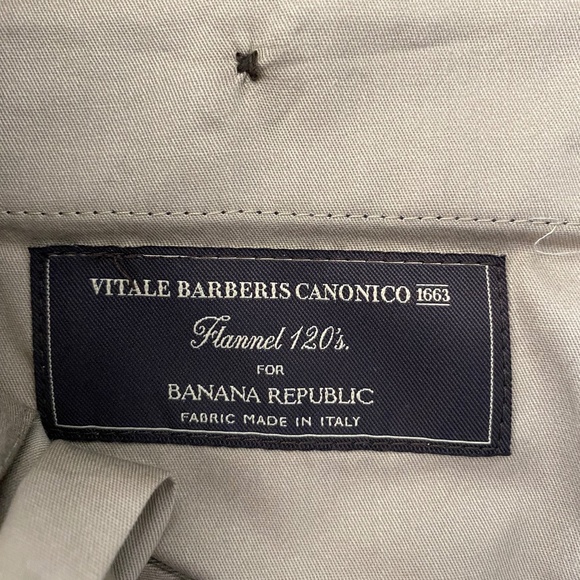 VITALE BARBERIS CANONICO 1663
Flannel 120's.
FOR
BANANA REPUBLIC
FABRIC MADE IN ITALY